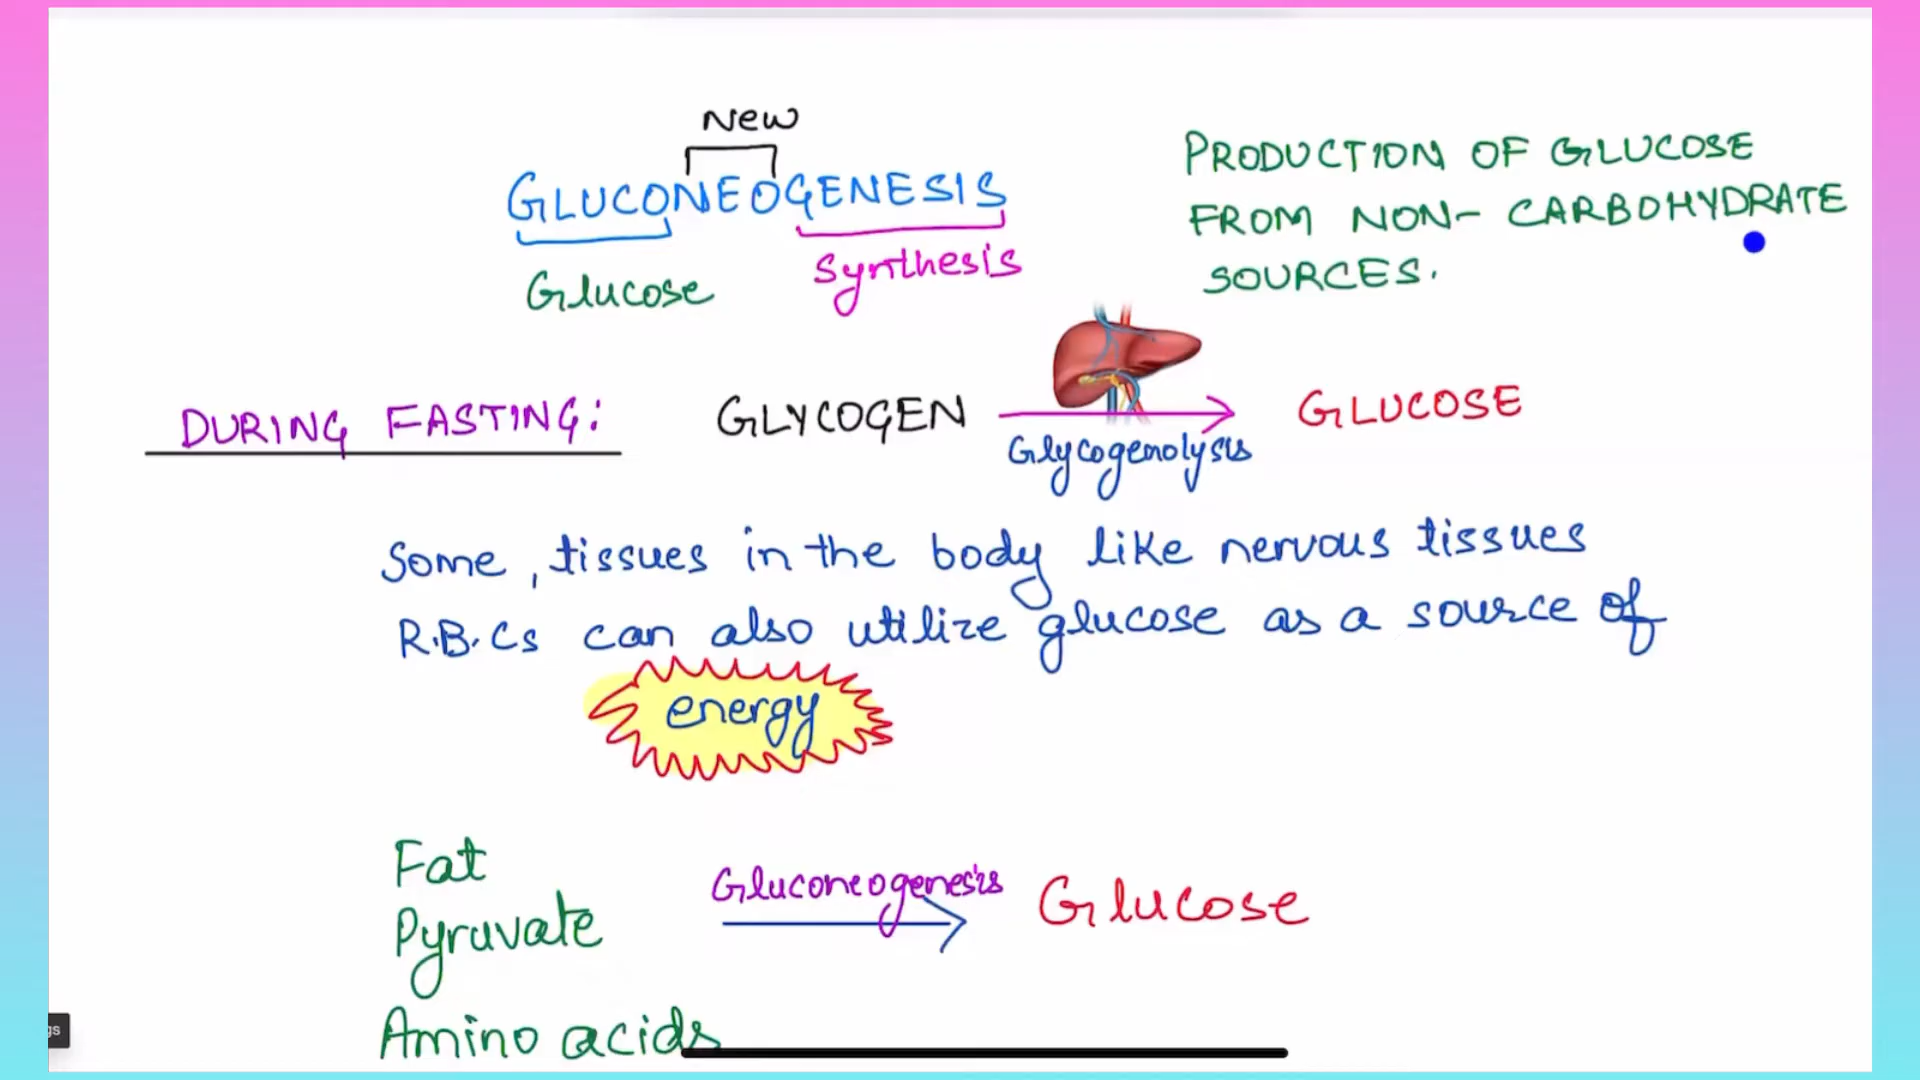 New
GLUCONEOGENESIS
Glucose
Synthesis
PRODUCTION OF GLUCOSE
FROM NON- CARBOHYDRATE
SOURCES.
DURING FASTING:
GLYCOGEN
Glycogenolysis
GLUCOSE
Some, tissues in the body like nervous tissues
R.B.Cs can also utilize glucose as a source of
energy
Fat
Pyruvate
Amino acids
Gluconeogenesis
Glucose
gs